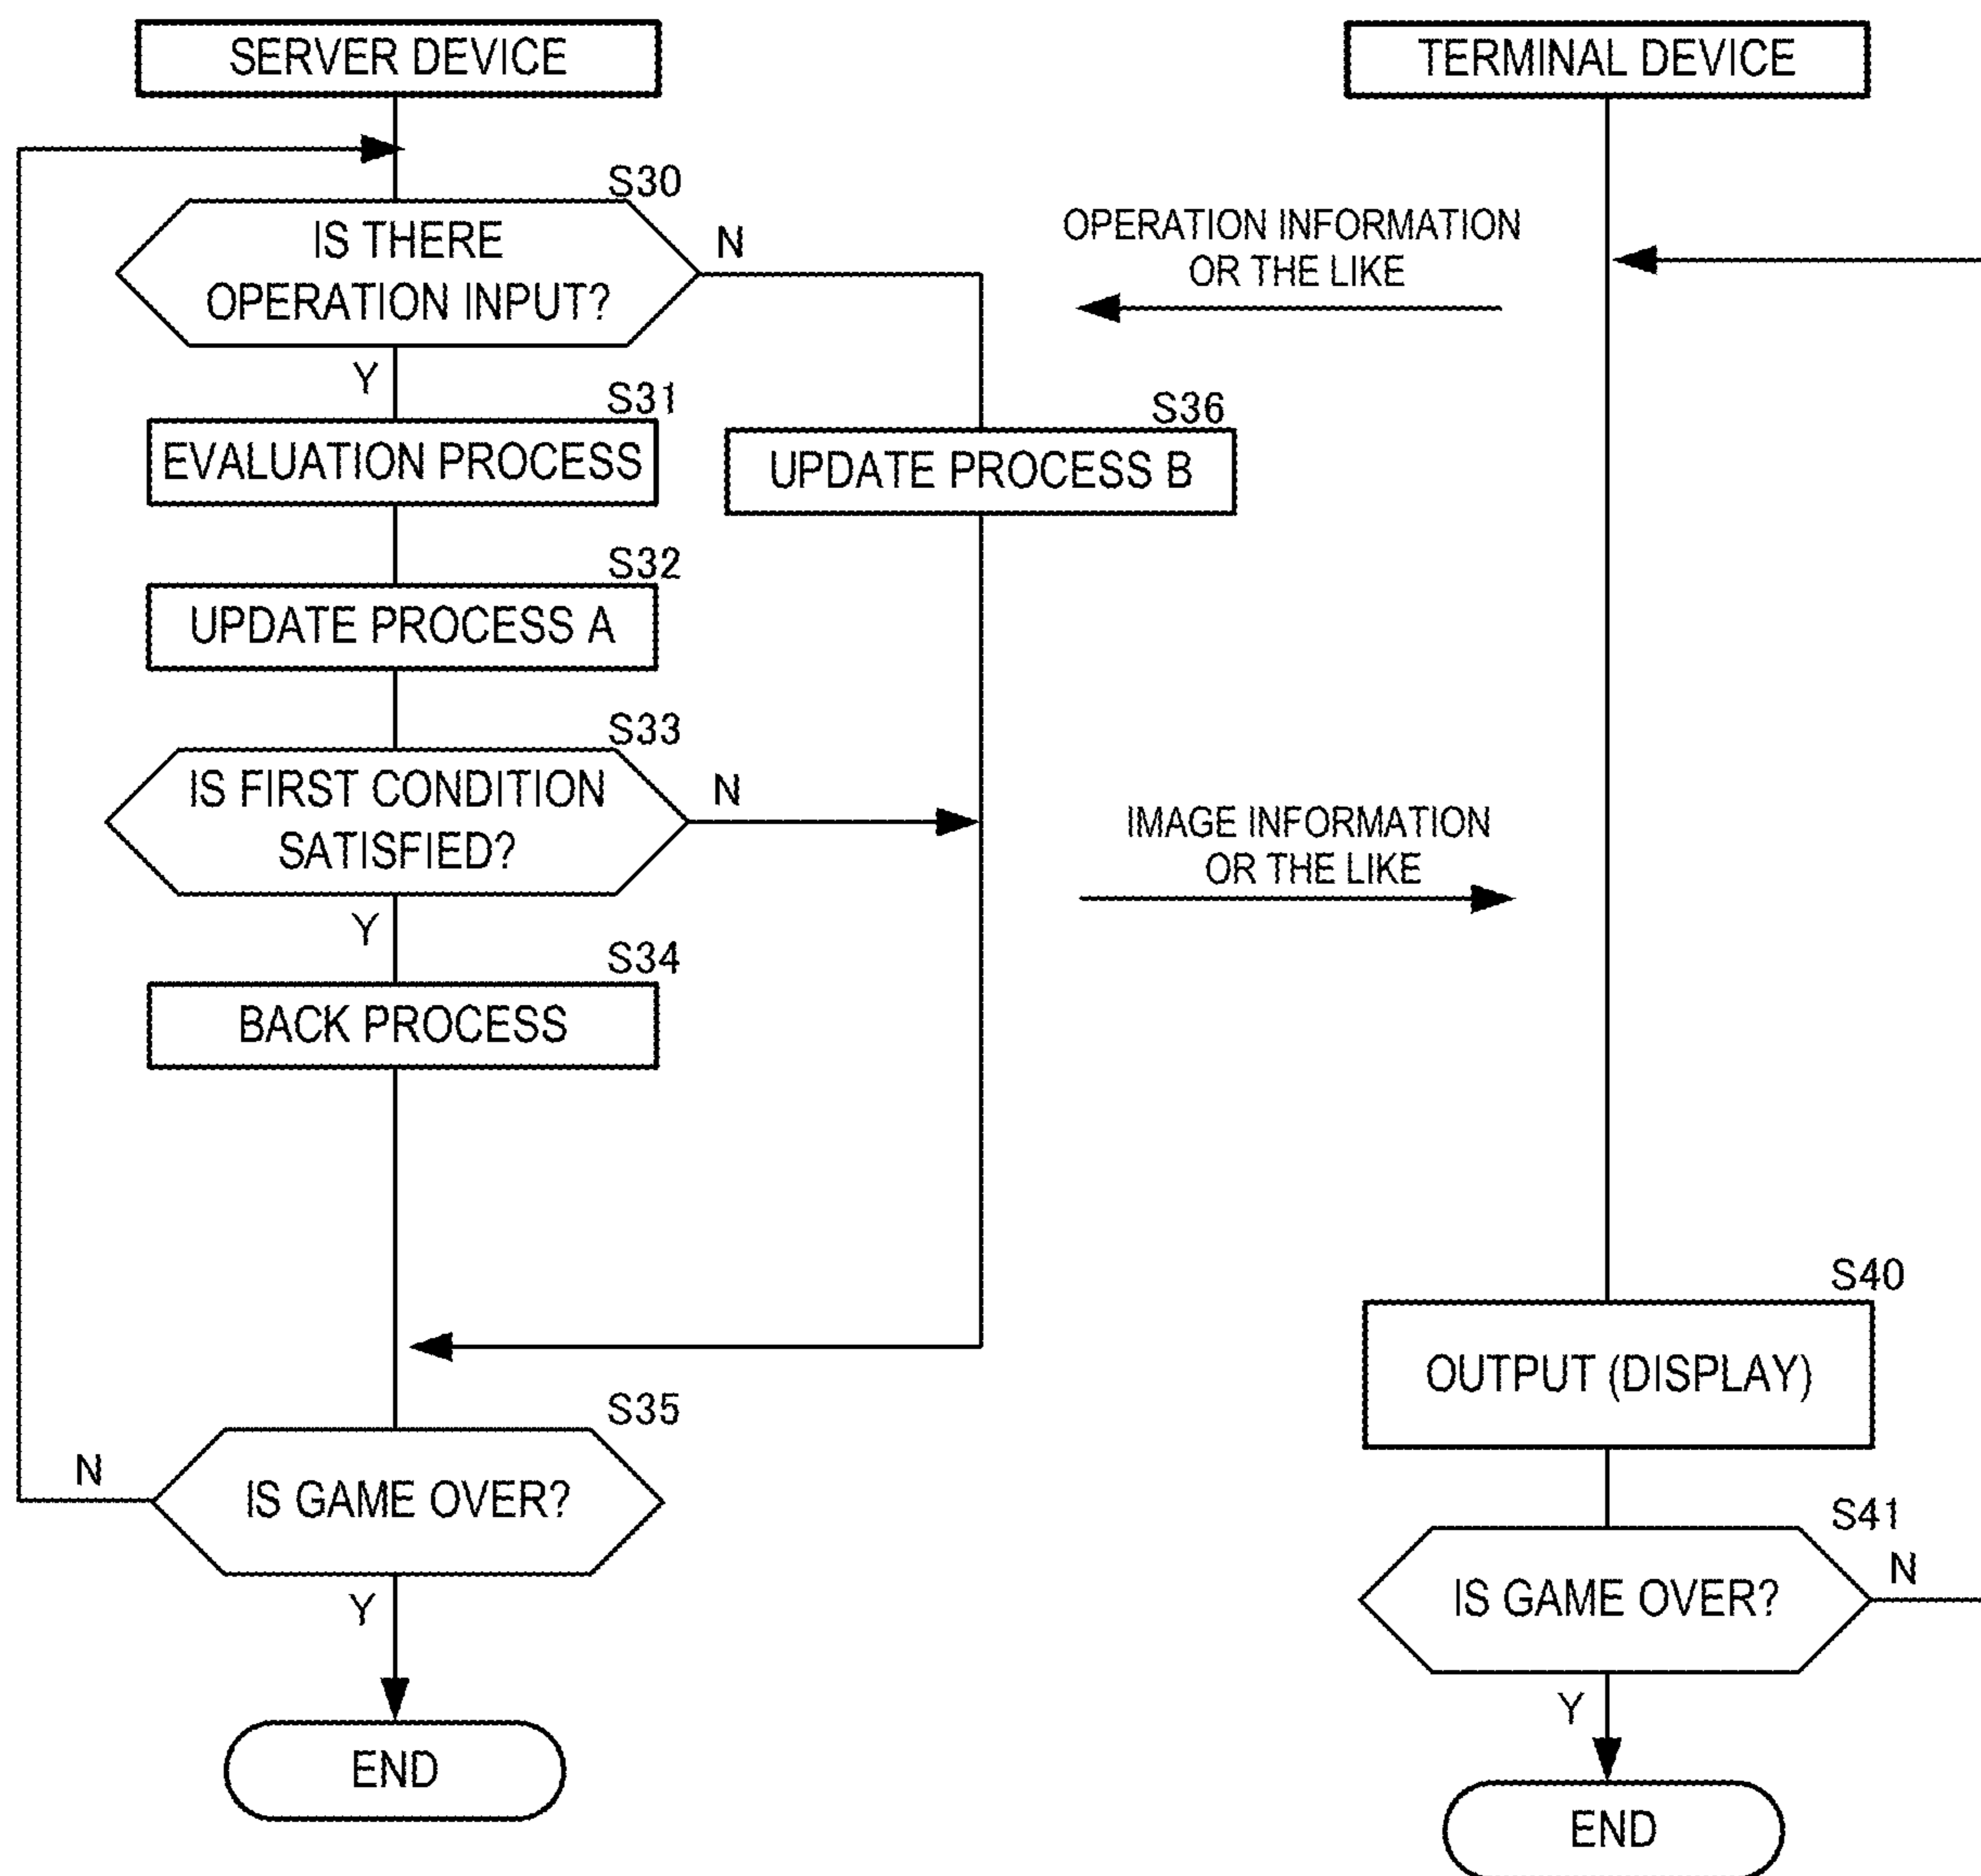 SERVER DEVICE
S30
IS THERE
OPERATION INPUT?
N
Y
S31
EVALUATION PROCESS
S36
UPDATE PROCESS B
S32
UPDATE PROCESS A
S33
IS FIRST CONDITION
SATISFIED?
N
Y
S34
BACK PROCESS
S35
IS GAME OVER?
N
Y
END
OPERATION INFORMATION
OR THE LIKE
IMAGE INFORMATION
OR THE LIKE
TERMINAL DEVICE
S40
OUTPUT (DISPLAY)
S41
IS GAME OVER?
N
Y
END